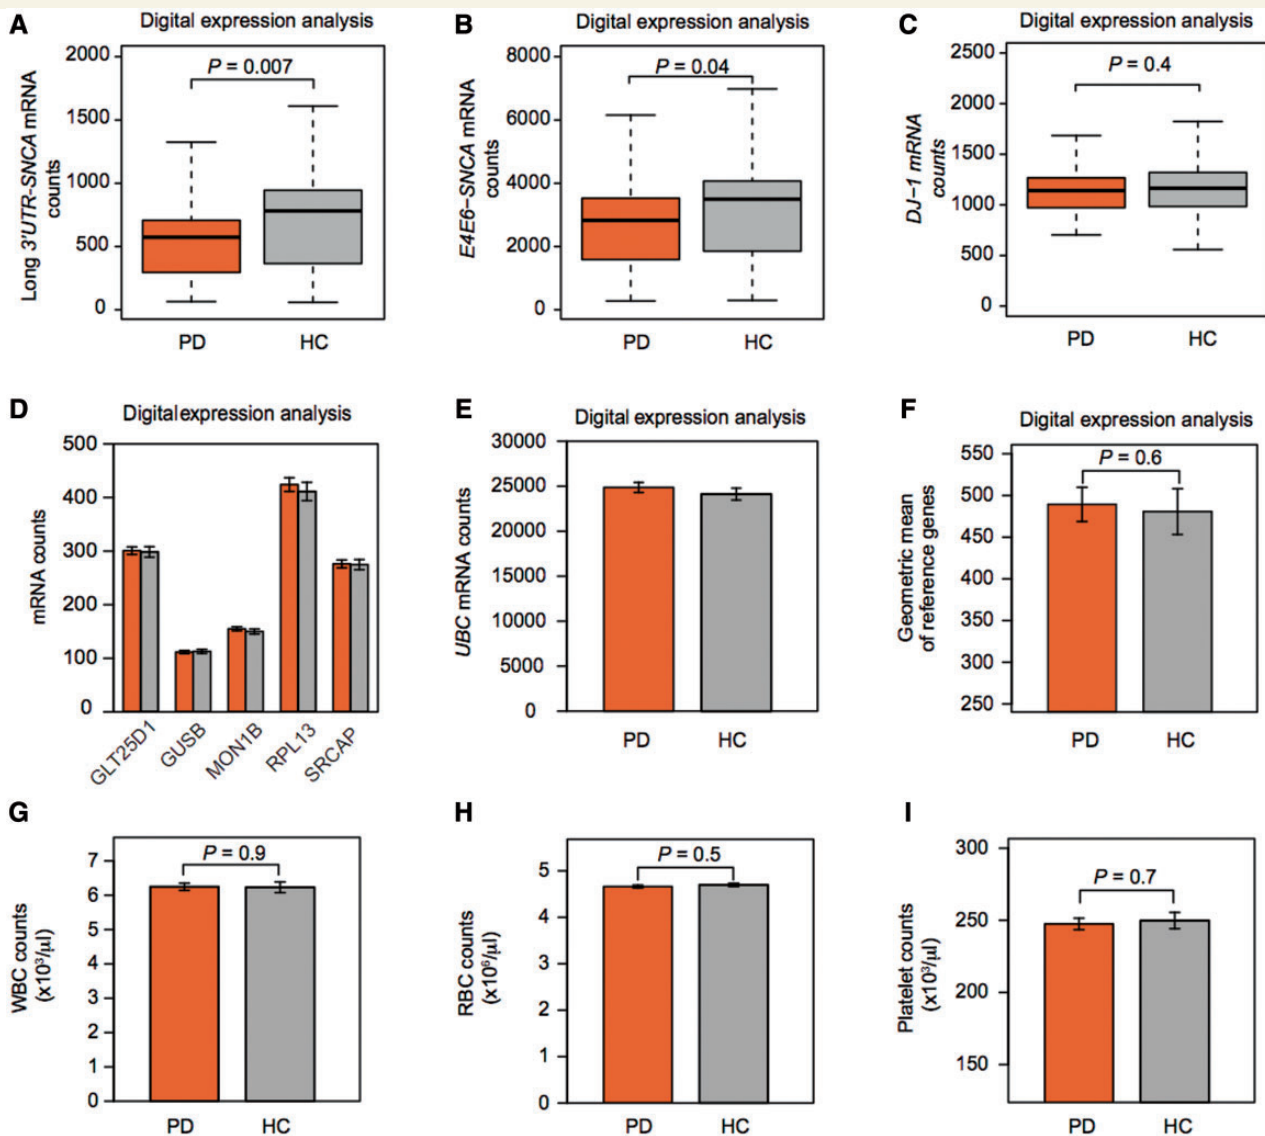 A
Digital expression analysis
Long 3'UTR-SNCA mRNA
counts
2000
1500
1000
500
0
P = 0.007
PD HC
B
Digital expression analysis
E4E6-SNCA mRNA
counts
8000
6000
4000
2000
0
P = 0.04
PD HC
C
Digital expression analysis
DJ-1 mRNA
counts
2500
2000
1500
1000
500
0
P = 0.4
PD HC
D
Digital expression analysis
mRNA counts
500
400
300
200
100
0
GLT25D1 GUSB MON1B RPL13 SRCAP
E
Digital expression analysis
UBC mRNA counts
30000
25000
20000
15000
10000
5000
0
PD HC
F
Digital expression analysis
Geometric mean
of reference genes
550
500
450
400
350
300
250
P = 0.6
PD HC
G
WBC counts
(x10³/µl)
7
6
5
4
3
2
1
0
P = 0.9
PD HC
H
RBC counts
(x10⁶/µl)
5
4
3
2
1
0
P = 0.5
PD HC
I
Platelet counts
(x10³/µl)
300
250
200
150
P = 0.7
PD HC